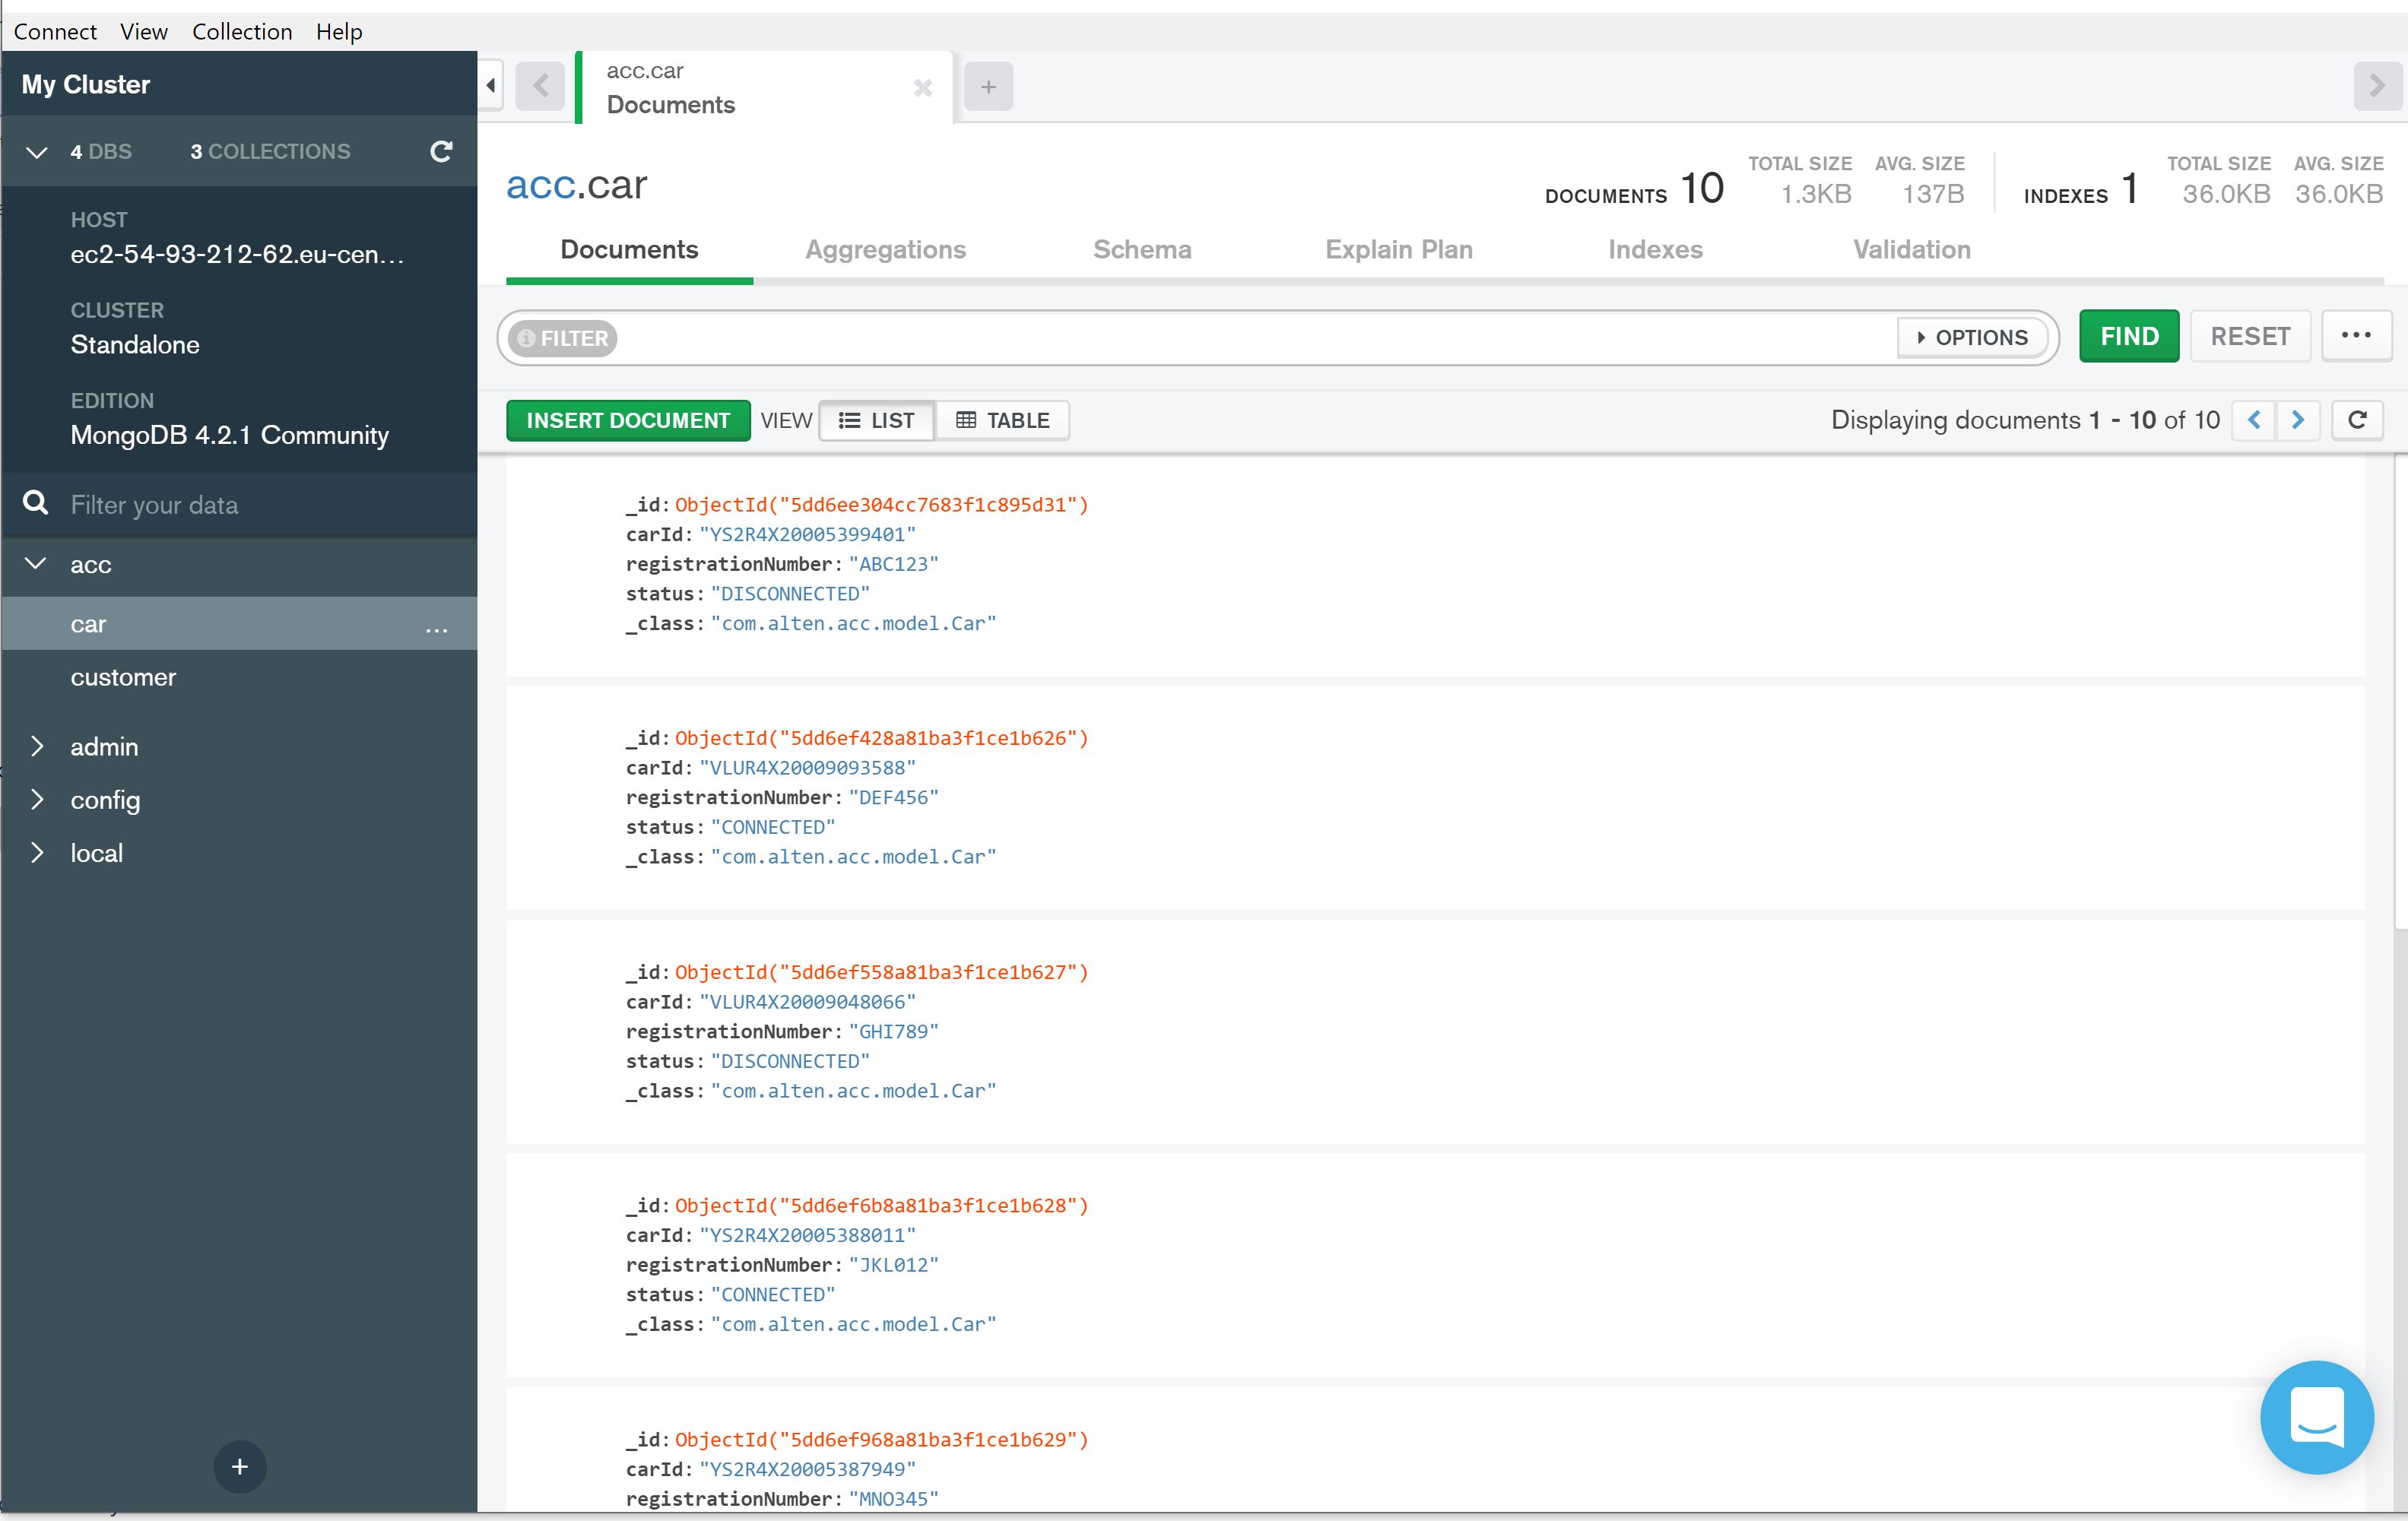 Connect View Collection Help
My Cluster
4 DBS 3 COLLECTIONS
HOST
ec2-54-93-212-62.eu-cen...
CLUSTER
Standalone
EDITION
MongoDB 4.2.1 Community
Filter your data
acc
car ...
customer
admin
config
local
+
acc.car
Documents
+
acc.car
DOCUMENTS 10 TOTAL SIZE 1.3KB AVG. SIZE 137B INDEXES 1 TOTAL SIZE 36.0KB AVG. SIZE 36.0KB
Documents Aggregations Schema Explain Plan Indexes Validation
FILTER OPTIONS FIND RESET ...
INSERT DOCUMENT VIEW LIST TABLE Displaying documents 1 - 10 of 10
_id: ObjectId("5dd6ee304cc7683f1c895d31")
carId: "YS2R4X20005399401"
registrationNumber: "ABC123"
status: "DISCONNECTED"
_class: "com.alten.acc.model.Car"
_id: ObjectId("5dd6ef428a81ba3f1ce1b626")
carId: "VLUR4X20009093588"
registrationNumber: "DEF456"
status: "CONNECTED"
_class: "com.alten.acc.model.Car"
_id: ObjectId("5dd6ef558a81ba3f1ce1b627")
carId: "VLUR4X20009048066"
registrationNumber: "GHI789"
status: "DISCONNECTED"
_class: "com.alten.acc.model.Car"
_id: ObjectId("5dd6ef6b8a81ba3f1ce1b628")
carId: "YS2R4X20005388011"
registrationNumber: "JKL012"
status: "CONNECTED"
_class: "com.alten.acc.model.Car"
_id: ObjectId("5dd6ef968a81ba3f1ce1b629")
carId: "YS2R4X20005387949"
registrationNumber: "MNO345"